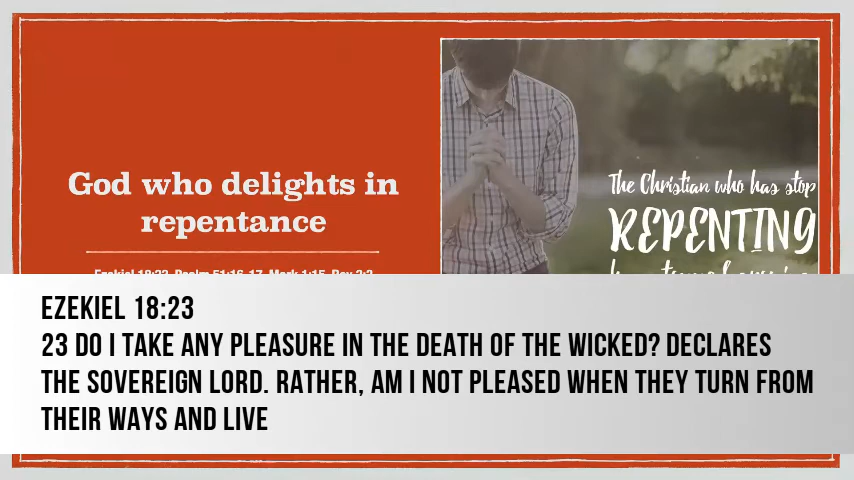 God who delights in
repentance
The Christian who has stop
REPENTING
EZEKIEL 18:23
23 DO I TAKE ANY PLEASURE IN THE DEATH OF THE WICKED? DECLARES
THE SOVEREIGN LORD. RATHER, AM I NOT PLEASED WHEN THEY TURN FROM
THEIR WAYS AND LIVE